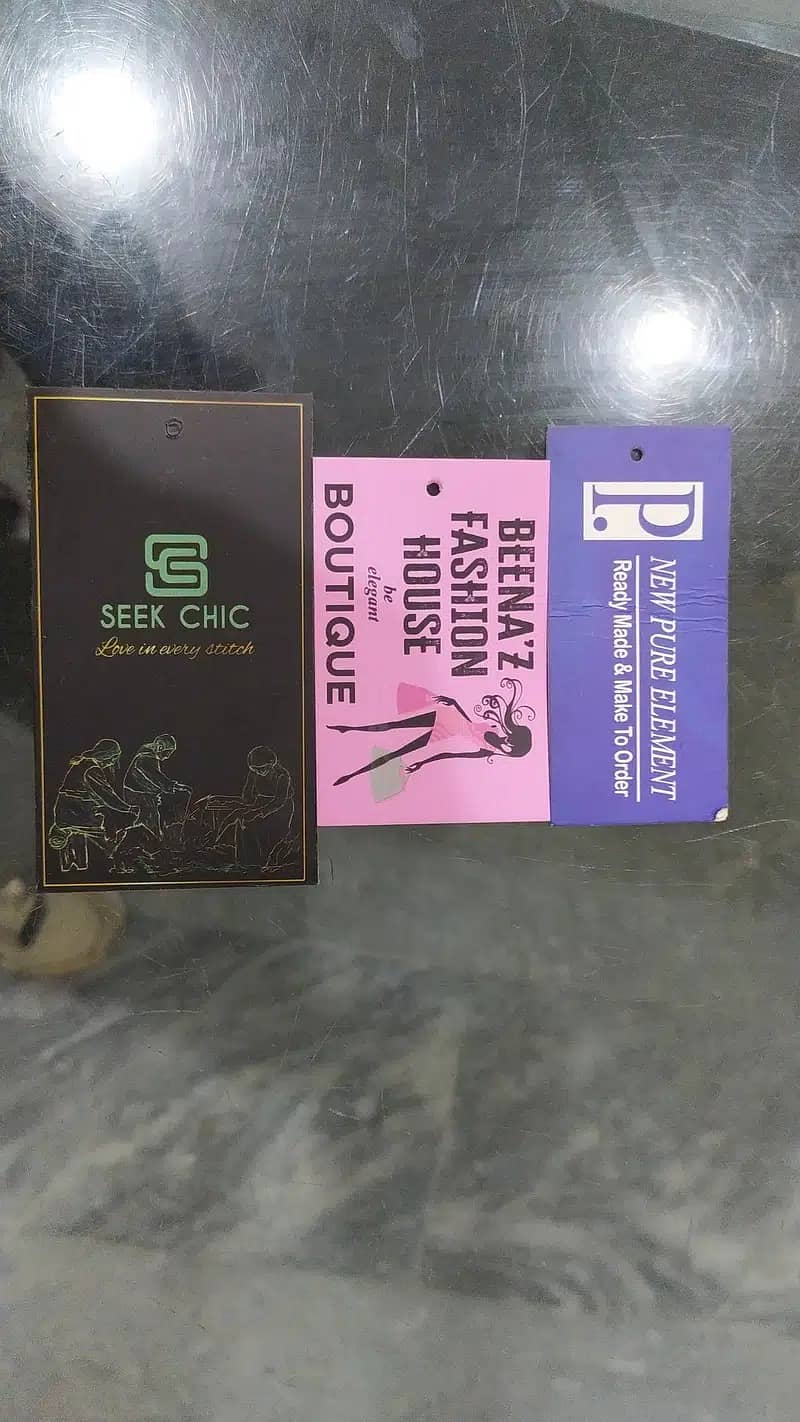 SEEK CHIC
Love in every stitch
BEENA'Z
FASHION
HOUSE
be
elegant
BOUTIQUE
P.
NEW PURE ELEMENT
Ready Made & Make To Order